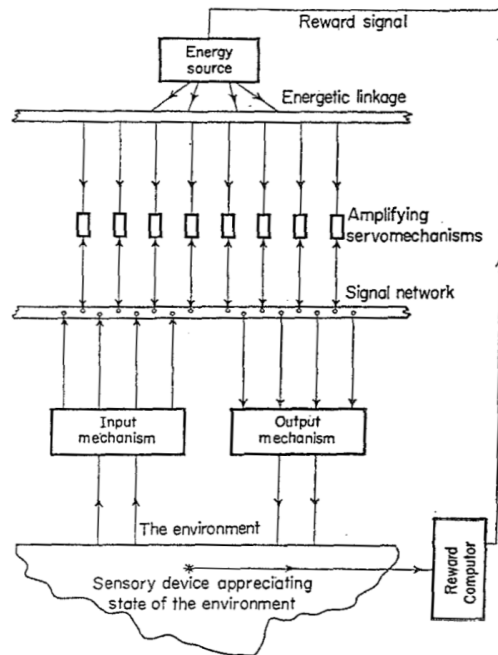 Reward signal
Energy
source
Energetic linkage
Amplifying
servomechanisms
Signal network
Input
mechanism
Output
mechanism
The environment
Sensory device appreciating
state of the environment
Reward
Computor